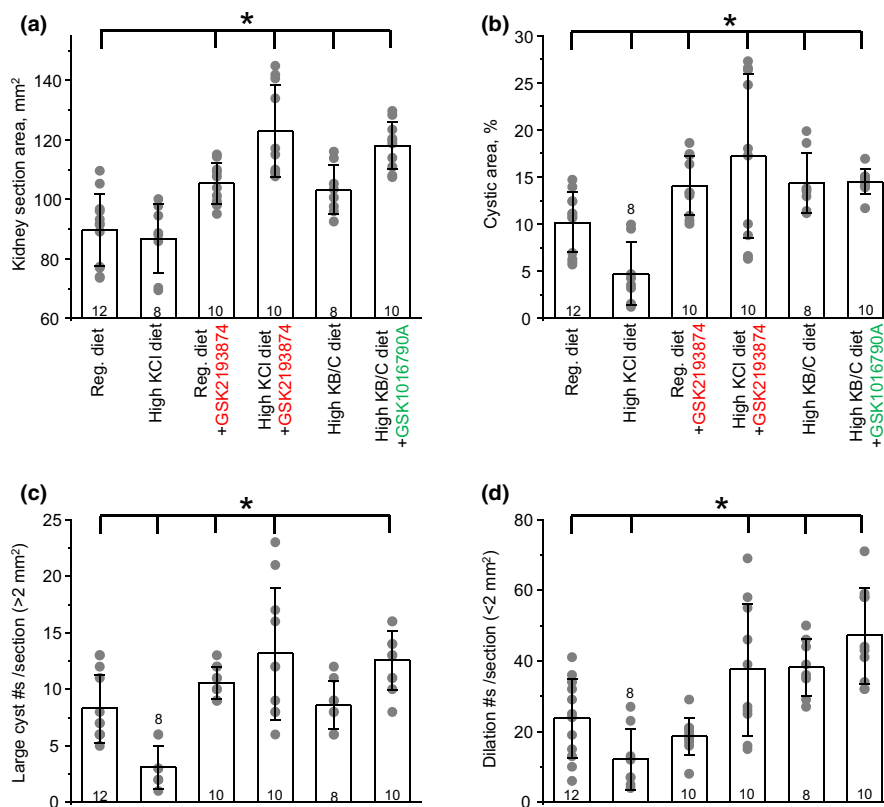 (a)
*
Kidney section area, mm²
140
120
100
80
60
12
8
10
10
8
10
Reg. diet
High KCl diet
Reg. diet
+GSK2193874
High KCl diet
+GSK2193874
High KB/C diet
High KB/C diet
+GSK1016790A
(b)
*
Cystic area, %
30
25
20
15
10
5
0
12
8
10
10
8
10
Reg. diet
High KCl diet
Reg. diet
+GSK2193874
High KCl diet
+GSK2193874
High KB/C diet
High KB/C diet
+GSK1016790A
(c)
*
Large cyst #s /section (>2 mm²)
25
20
15
10
5
0
12
8
10
10
8
10
(d)
*
Dilation #s /section (<2 mm²)
80
60
40
20
0
12
8
10
10
8
10